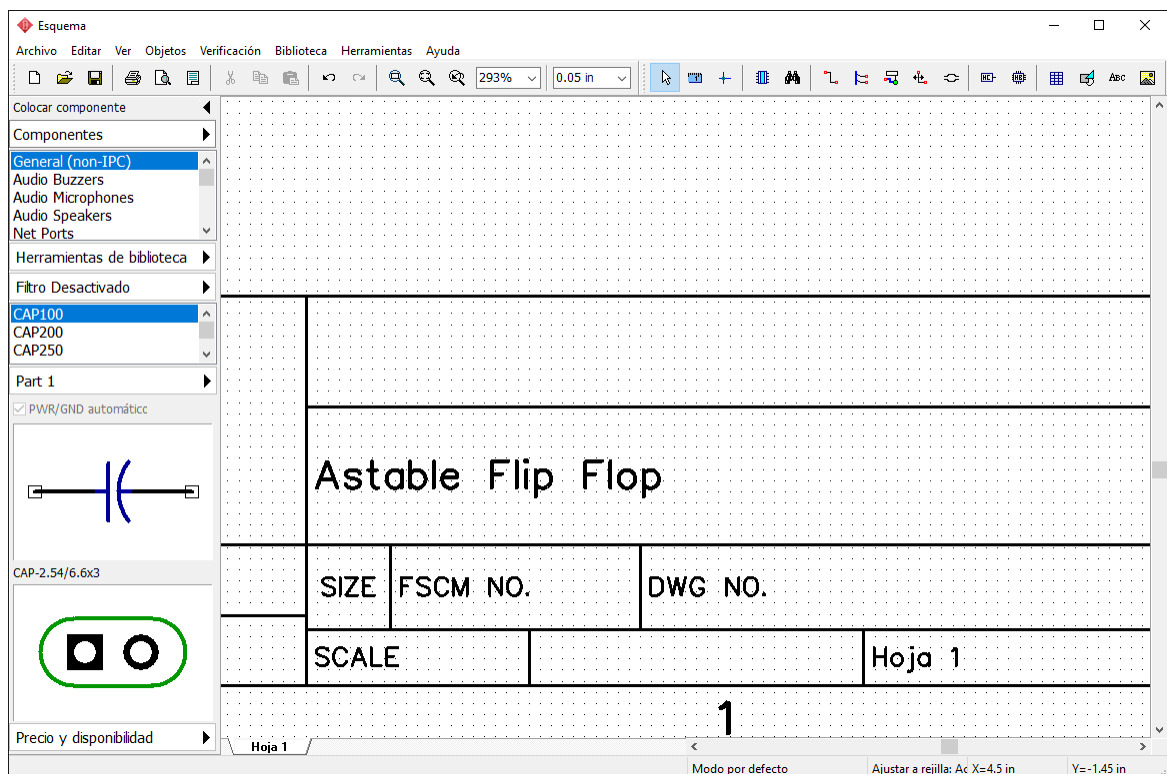 Esquema
Archivo Editar Ver Objetos Verificación Biblioteca Herramientas Ayuda
293% 0.05 in ABC
Colocar componente
Componentes
General (non-IPC)
Audio Buzzers
Audio Microphones
Audio Speakers
Net Ports
Herramientas de biblioteca
Filtro Desactivado
CAP100
CAP200
CAP250
Part 1
PWR/GND automáticc
CAP-2.54/6.6x3
Precio y disponibilidad
Astable Flip Flop
SIZE FSCM NO. DWG NO.
SCALE Hoja 1
1
Hoja 1
Modo por defecto Ajustar a rejilla: Ac X=4.5 in Y=-1.45 in